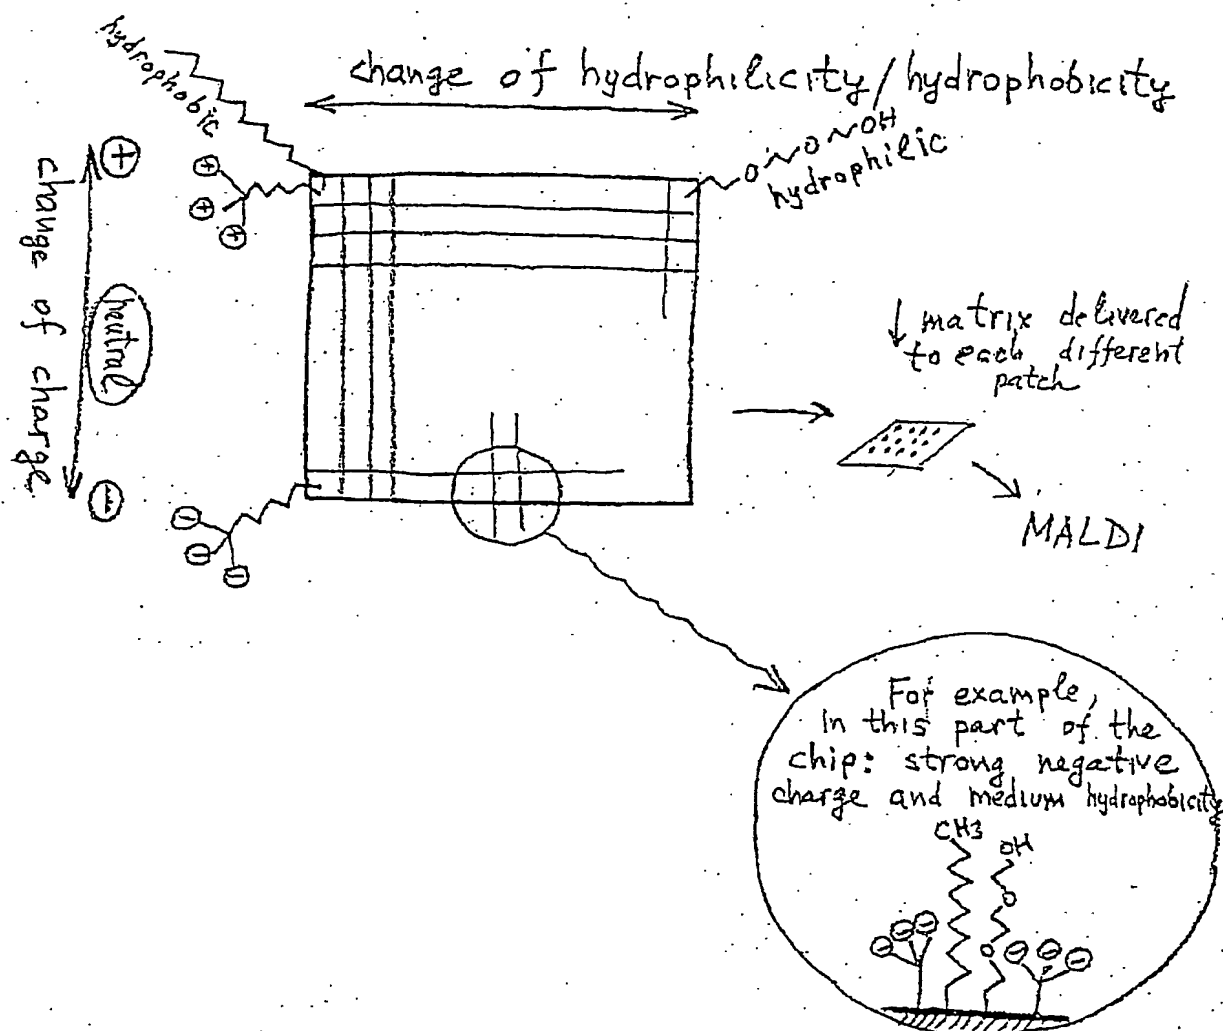 change of hydrophilicity/hydrophobicity
hydrophobic
O O OH
hydrophilic
change of charge
+
neutral
-
+
+
+
↓ matrix delivered
to each different
patch
MALDI
-
-
-
For example,
in this part of the
chip: strong negative
charge and medium hydrophobicity
CH3
OH
O
O
- - -
- - -